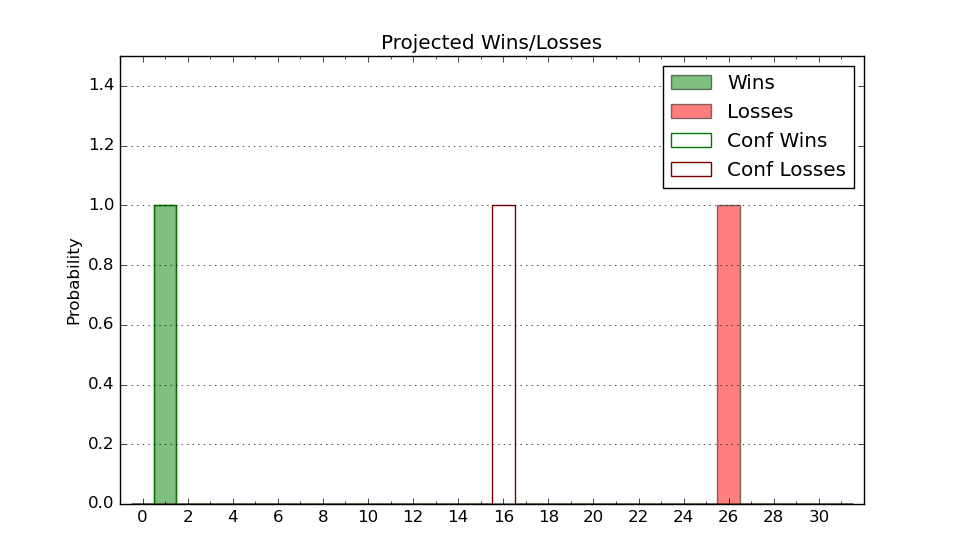 Projected Wins/Losses
Wins
Losses
Conf Wins
Conf Losses
Probability
1.4
1.2
1.0
0.8
0.6
0.4
0.2
0.0
0 2 4 6 8 10 12 14 16 18 20 22 24 26 28 30